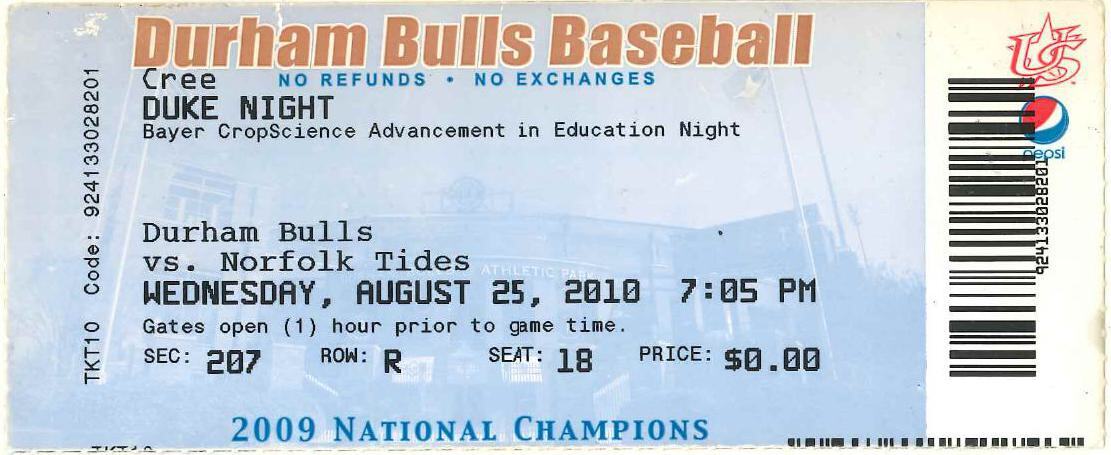 Durham Bulls Baseball
Cree NO REFUNDS • NO EXCHANGES
DUKE NIGHT
Bayer CropScience Advancement in Education Night
Durham Bulls
vs. Norfolk Tides
ATHLETIC PARK
WEDNESDAY, AUGUST 25, 2010 7:05 PM
Gates open (1) hour prior to game time.
SEC: 207 ROW: R SEAT: 18 PRICE: $0.00
2009 NATIONAL CHAMPIONS
TKT10 Code: 924133028201
US
pepsi
924133028201